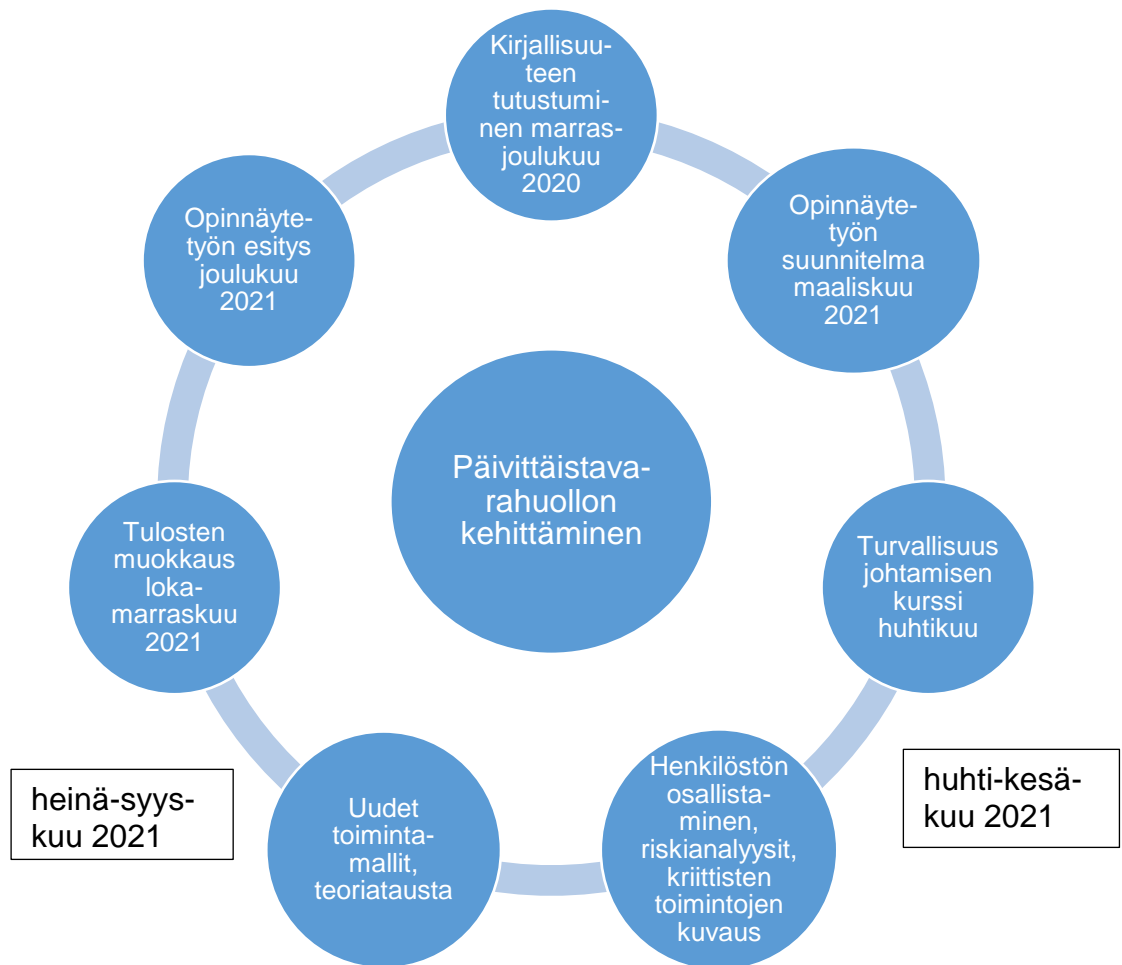 Kirjallisuu-
teen
tutustumi-
nen marras-
joulukuu
2020
Opinnäyte-
työn
suunnitelma
maaliskuu
2021
Turvallisuus
johtamisen
kurssi
huhtikuu
huhti-kesä-
kuu 2021
Henkilöstön
osallista-
minen,
riskianalyysit,
kriittisten
toimintojen
kuvaus
Uudet
toiminta-
mallit,
teoriatausta
heinä-syys-
kuu 2021
Tulosten
muokkaus
loka-
marraskuu
2021
Opinnäyte-
työn esitys
joulukuu
2021
Päivittäistava-
rahuollon
kehittäminen